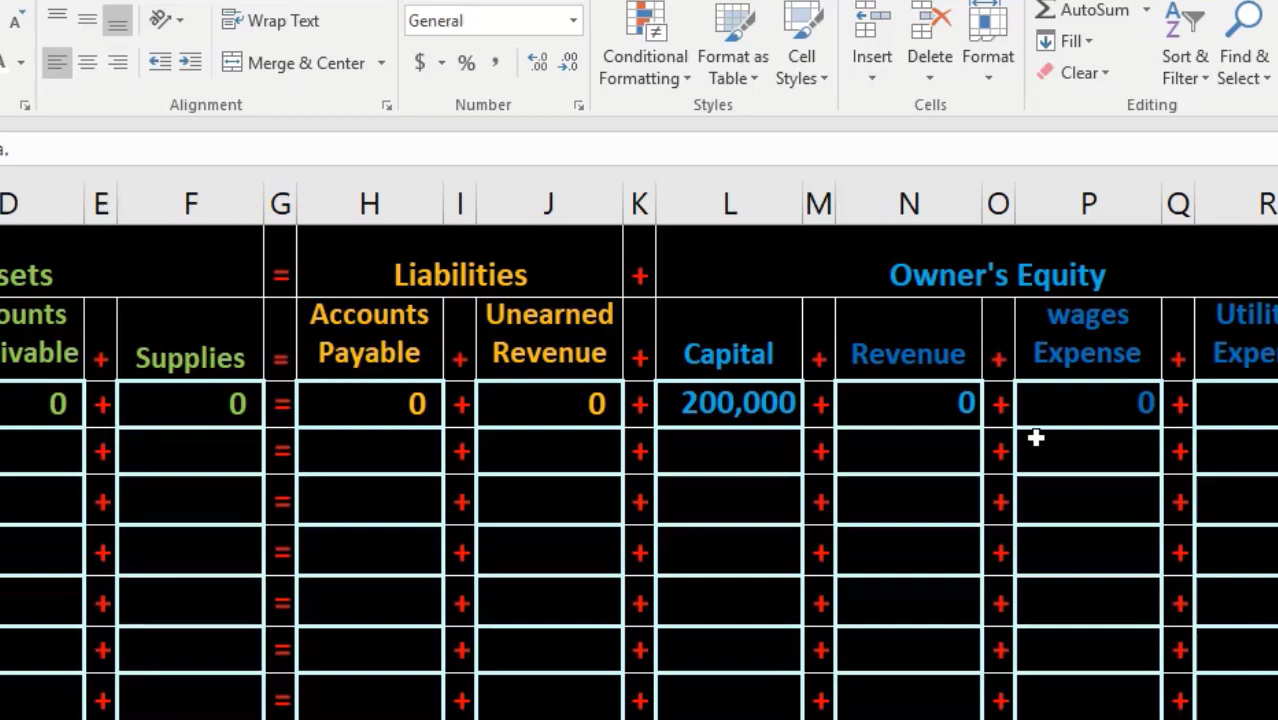 Wrap Text
General
AutoSum
Fill
Merge & Center
$ % ,
Conditional
Formatting
Format as
Table
Cell
Styles
Insert
Delete
Format
Clear
Sort &
Filter
Find &
Select
Alignment
Number
Styles
Cells
Editing
a.
D E F G H I J K L M N O P Q R
sets = Liabilities + Owner's Equity
ounts
ivable
+
Supplies
=
Accounts
Payable
+
Unearned
Revenue
+
Capital
+
Revenue
+
wages
Expense
+
Utilit
Expe
0 + 0 = 0 + 0 + 200,000 + 0 + 0 +
+ = + + + + +
+ = + + + + +
+ = + + + + +
+ = + + + + +
+ = + + + + +
+ = + + + + +